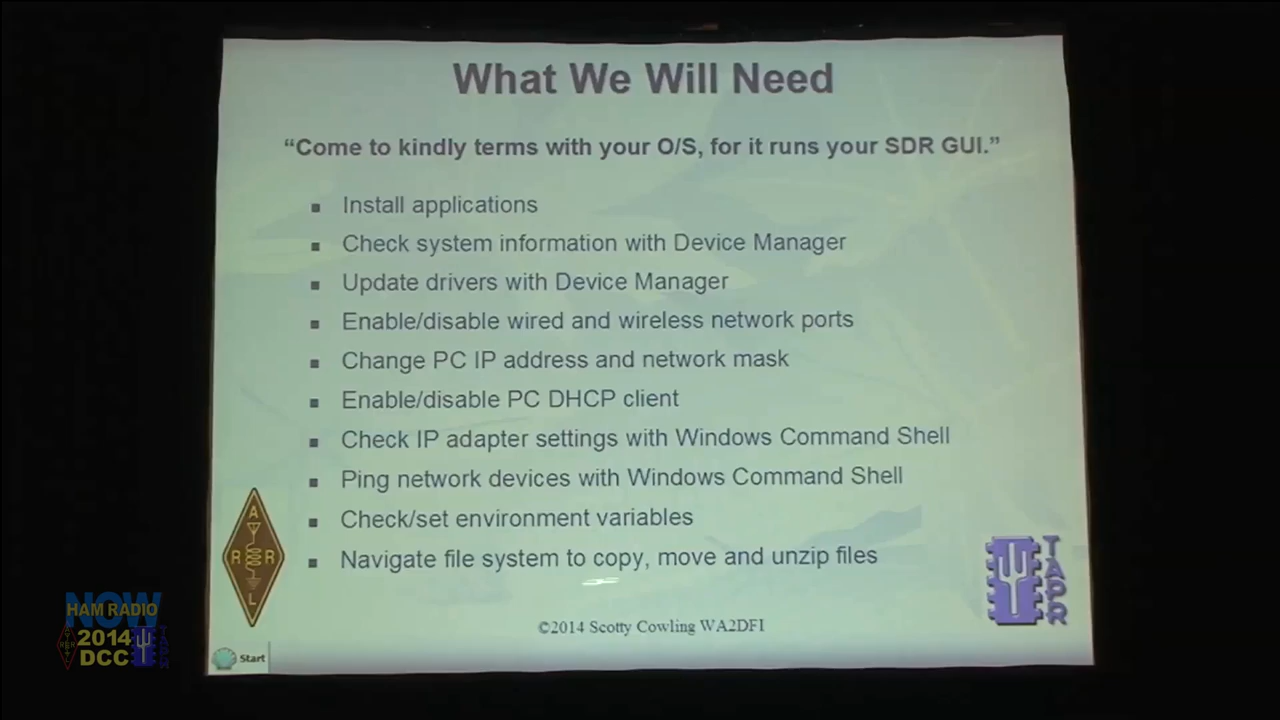 What We Will Need
“Come to kindly terms with your O/S, for it runs your SDR GUI.”
Install applications
Check system information with Device Manager
Update drivers with Device Manager
Enable/disable wired and wireless network ports
Change PC IP address and network mask
Enable/disable PC DHCP client
Check IP adapter settings with Windows Command Shell
Ping network devices with Windows Command Shell
Check/set environment variables
Navigate file system to copy, move and unzip files
©2014 Scotty Cowling WA2DFI
A
R R
L
TAPR
Start
NOW
HAM RADIO
2014
DCC
TAPR